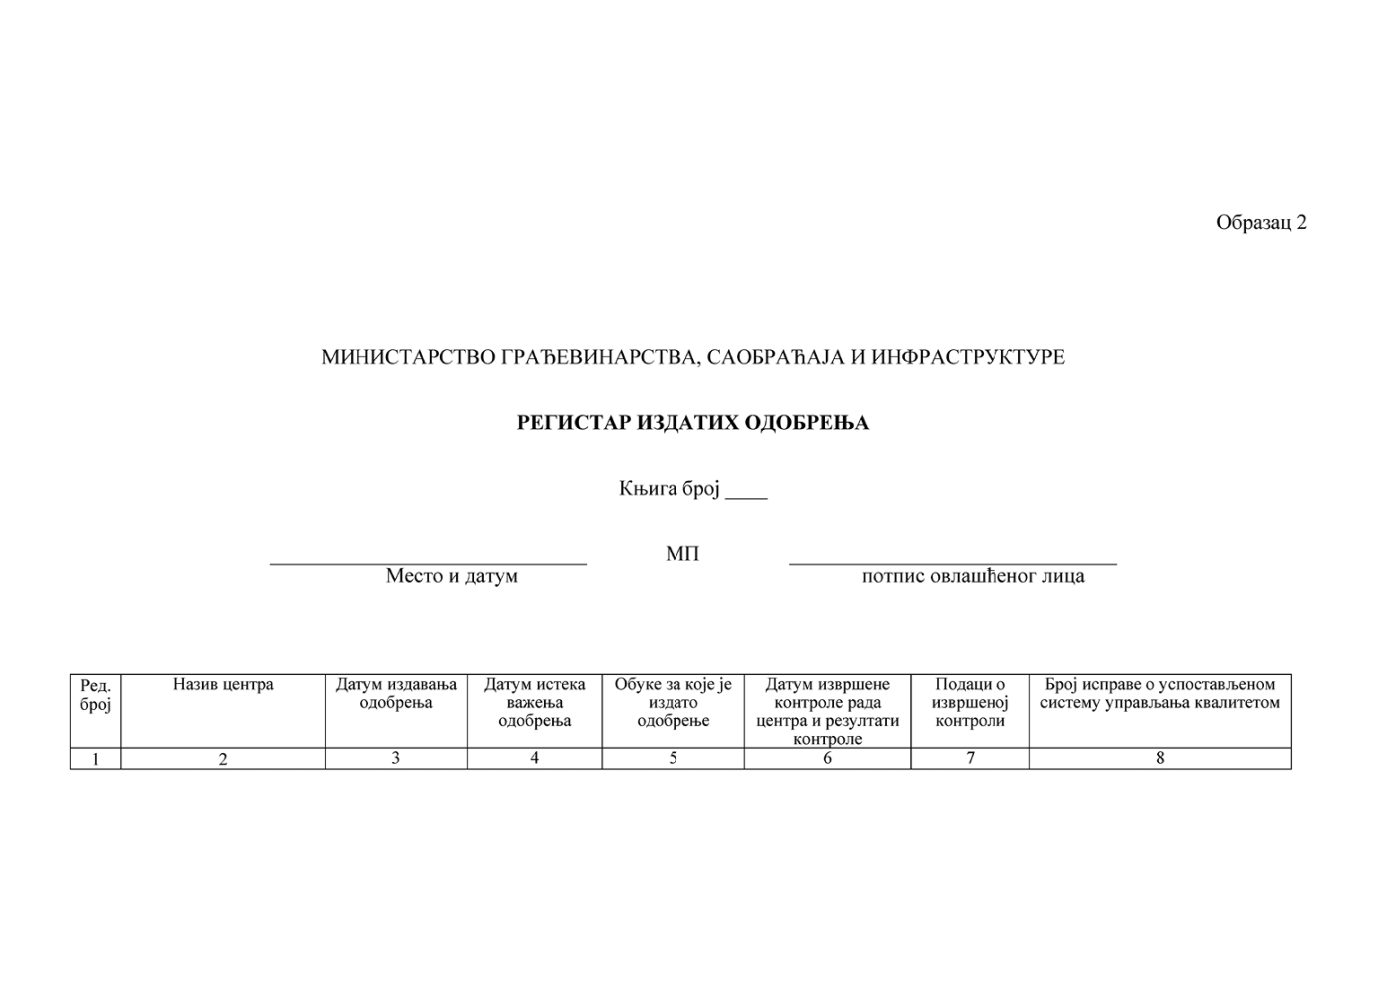 Образац 2
МИНИСТАРСТВО ГРАЂЕВИНАРСТВА, САОБРАЋАЈА И ИНФРАСТРУКТУРЕ
РЕГИСТАР ИЗДАТИХ ОДОБРЕЊА
Књига број ____
МП
Место и датум
потпис овлашћеног лица
Ред.
број
Назив центра
Датум издавања
одобрења
Датум истека
важења
одобрења
Обуке за које је
издато
одобрење
Датум извршене
контроле рада
центра и резултати
контроле
Подаци о
извршеној
контроли
Број исправе о успостављеном
систему управљања квалитетом
1
2
3
4
5
6
7
8